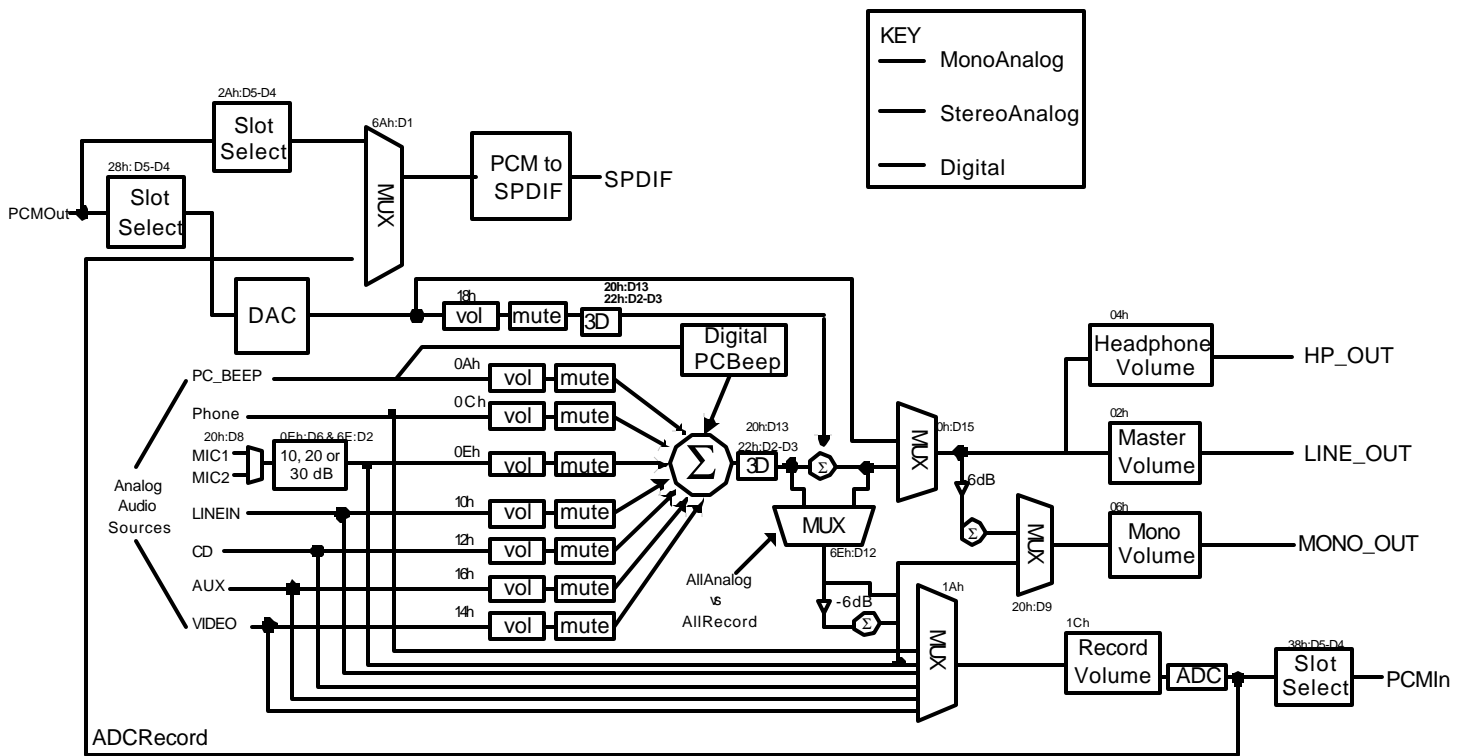 KEY
MonoAnalog
StereoAnalog
Digital
2Ah:D5-D4
Slot
Select
6Ah:D1
MUX
PCM to
SPDIF
SPDIF
28h:D5-D4
Slot
Select
PCMOut
DAC
18h
vol
mute
20h:D13
22h:D2-D3
3D
Digital
PCBeep
04h
Headphone
Volume
HP_OUT
PC_BEEP
0Ah
vol
mute
Phone
0Ch
vol
mute
20h:D8
MIC1
MIC2
0Eh:D6 & 6E:D2
10, 20 or
30 dB
0Eh
vol
mute
Σ
20h:D13
22h:D2-D3
3D
Σ
MUX
0h:D15
02h
Master
Volume
LINE_OUT
Analog
Audio
Sources
LINEIN
10h
vol
mute
MUX
6Eh:D12
6dB
Σ
MUX
20h:D9
06h
Mono
Volume
MONO_OUT
CD
12h
vol
mute
AUX
16h
vol
mute
AllAnalog
vs
AllRecord
-6dB
Σ
1Ah
MUX
VIDEO
14h
vol
mute
1Ch
Record
Volume
ADC
38h:D5-D4
Slot
Select
PCMIn
ADCRecord